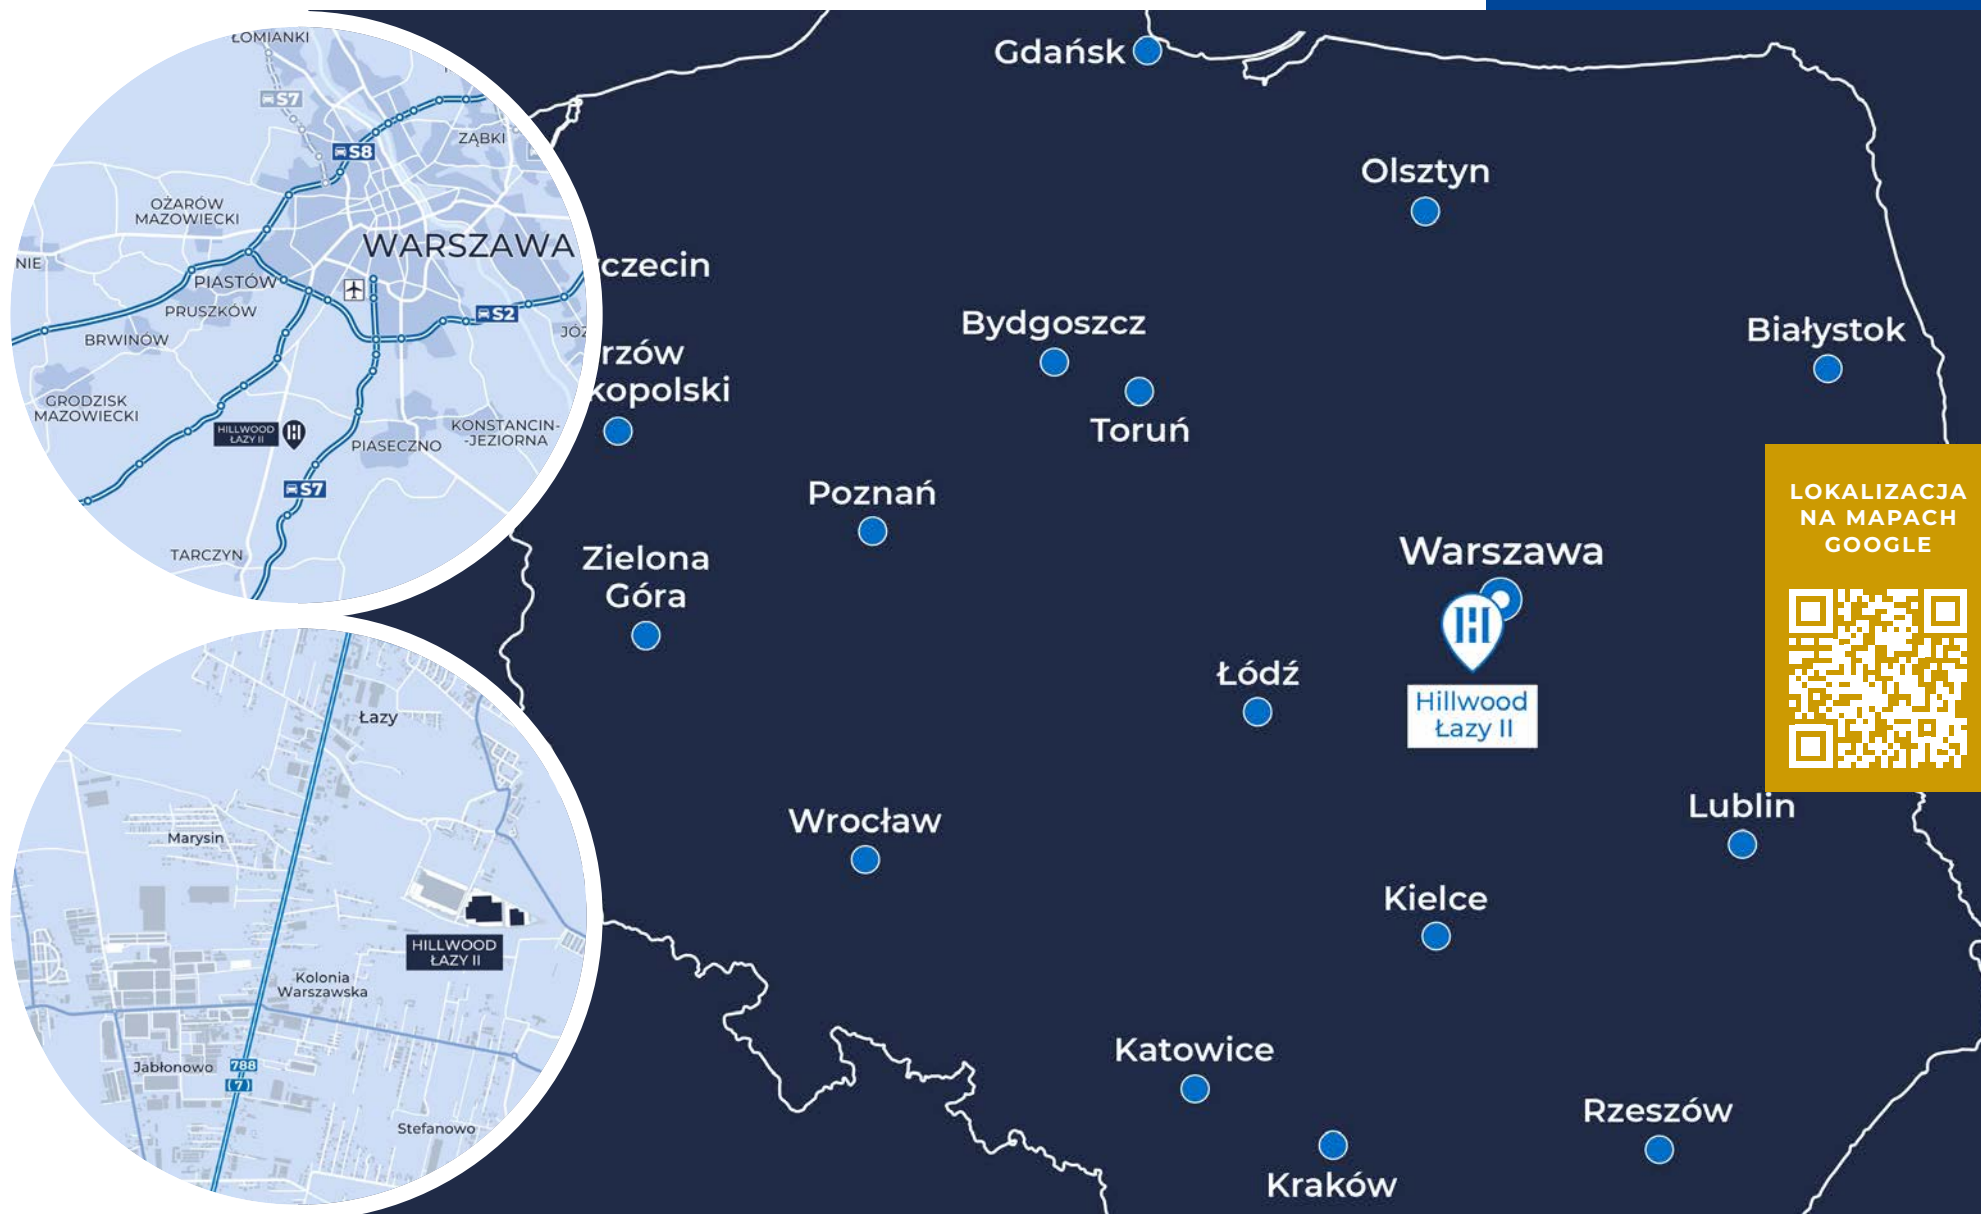 ŁOMIANKI
S7
S8
ZĄBKI
OŻARÓW
MAZOWIECKI
WARSZAWA
NIE
PIASTÓW
PRUSZKÓW
S2
BRWINÓW
JÓZ
GRODZISK
MAZOWIECKI
HILLWOOD
ŁAZY II
PIASECZNO
KONSTANCIN-
-JEZIORNA
S7
TARCZYN
Łazy
Marysin
HILLWOOD
ŁAZY II
Kolonia
Warszawska
Jabłonowo
788
(7)
Stefanowo
Gdańsk
Olsztyn
czecin
Bydgoszcz
Białystok
rzów
kopolski
Toruń
Poznań
Zielona
Góra
Warszawa
Hillwood
Łazy II
Łódź
Wrocław
Lublin
Kielce
Katowice
Rzeszów
Kraków
LOKALIZACJA
NA MAPACH
GOOGLE